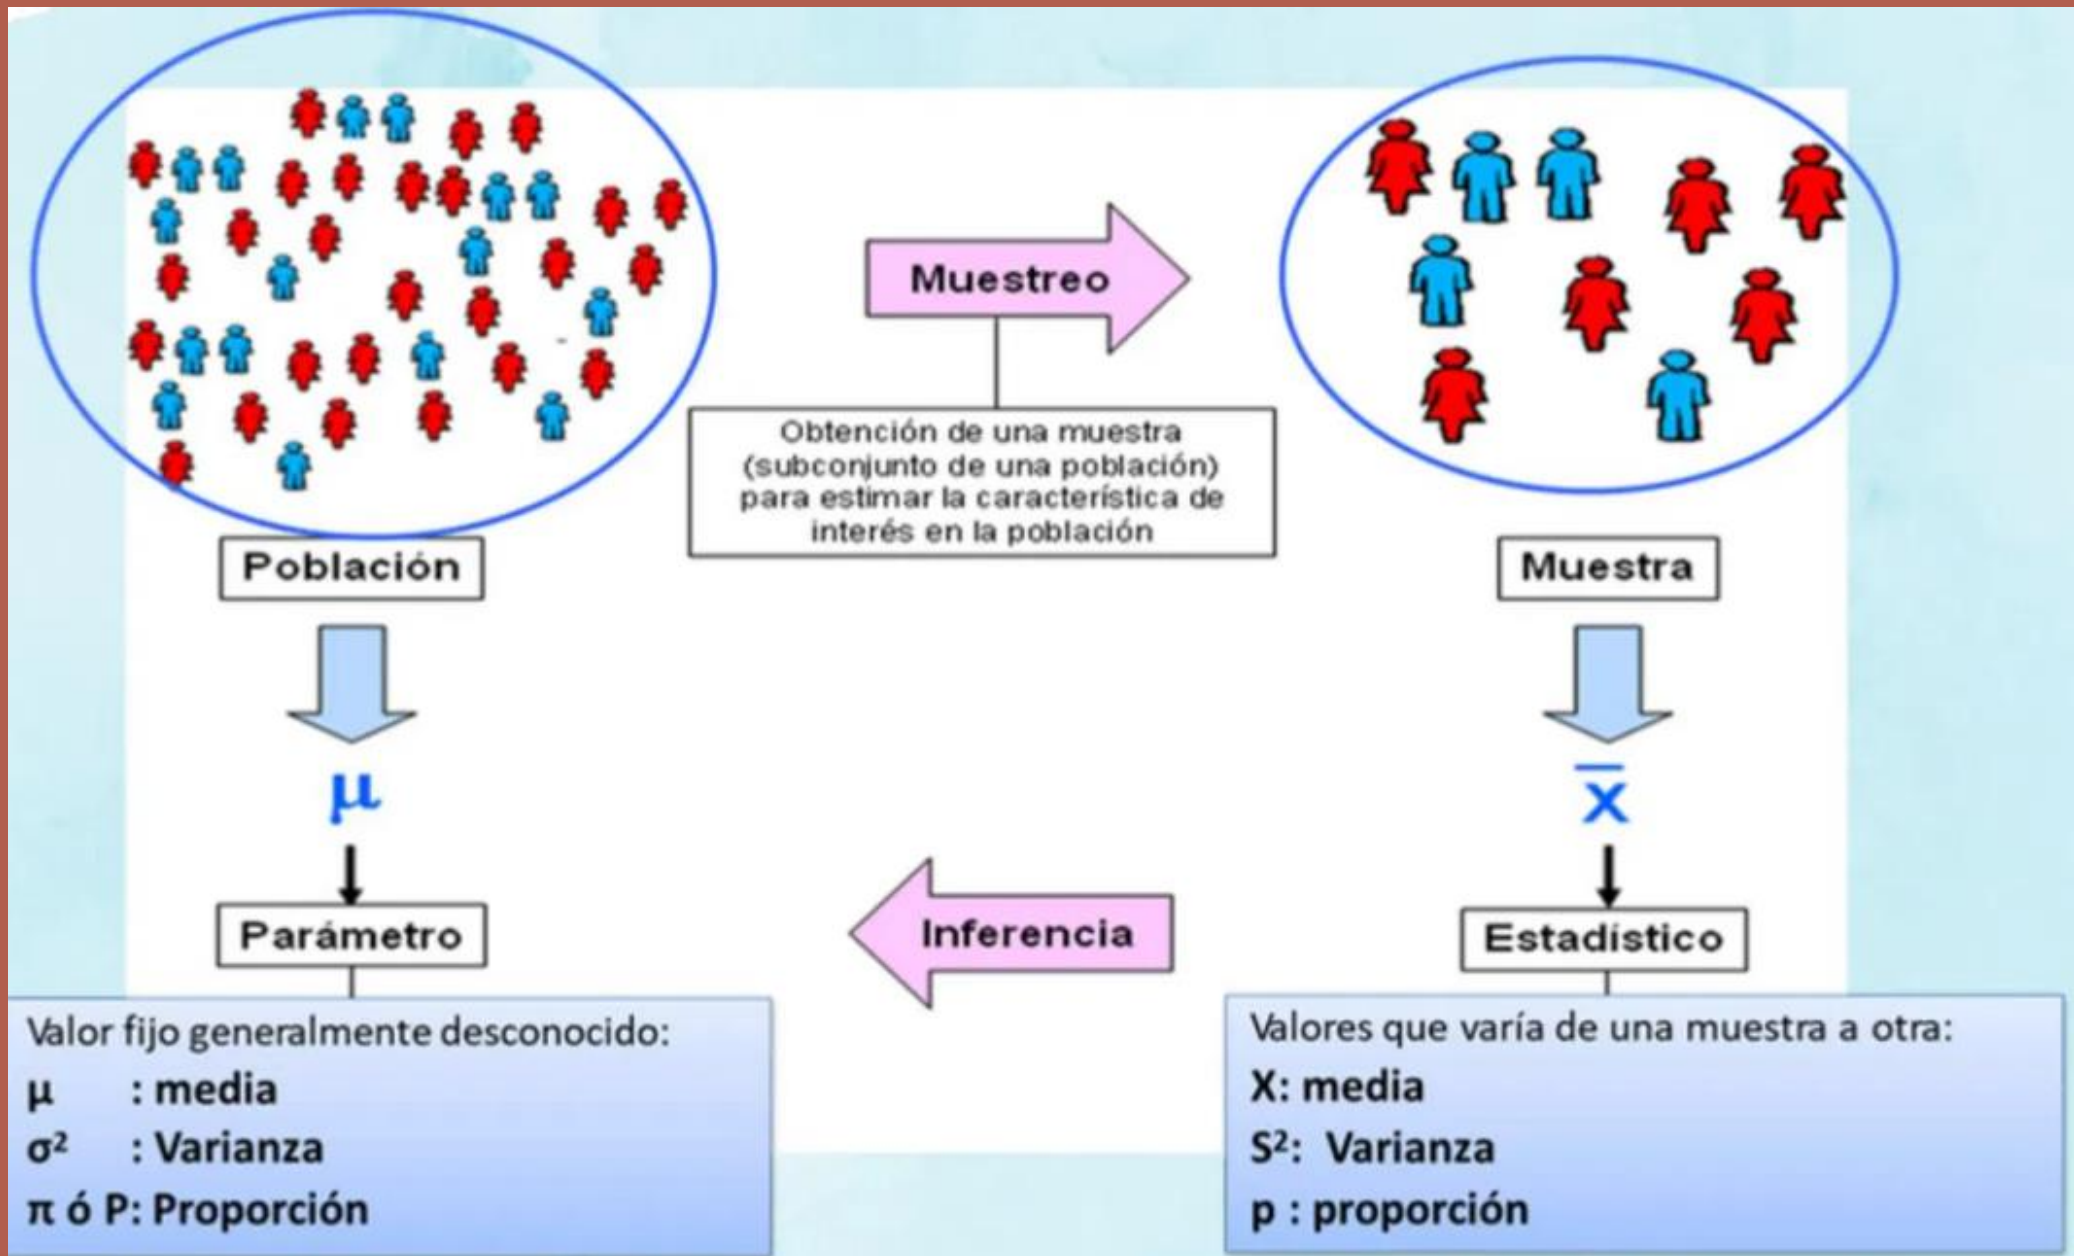 Muestreo
Obtención de una muestra
(subconjunto de una población)
para estimar la característica de
interés en la población
Población
Muestra
μ
x̅
Parámetro
Inferencia
Estadístico
Valor fijo generalmente desconocido:
μ : media
σ² : Varianza
π ó P: Proporción
Valores que varía de una muestra a otra:
X: media
S²: Varianza
p : proporción